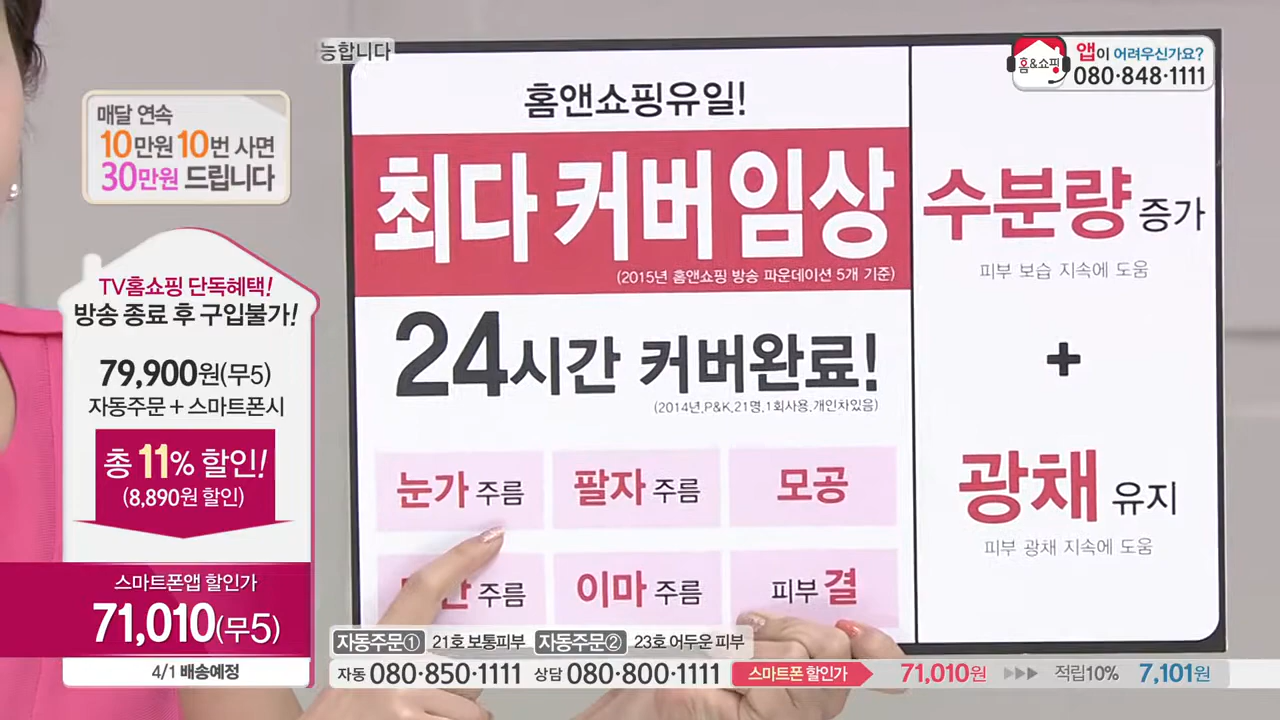 능합니다
홈&쇼핑
앱이 어려우신가요?
080·848·1111
매달 연속
10만원 10번 사면
30만원 드립니다
TV홈쇼핑 단독혜택!
방송 종료 후 구입불가!
79,900원(무5)
자동주문 + 스마트폰시
총 11% 할인!
(8,890원 할인)
스마트폰앱 할인가
71,010(무5)
4/1 배송예정
홈앤쇼핑유일!
최다 커버 임상
(2015년 홈앤쇼핑 방송 파운데이션 5개 기준)
24시간 커버완료!
(2014년,P&K,21명,1회사용,개인차있음)
눈가 주름
팔자 주름
모공
주름
이마 주름
피부 결
수분량 증가
피부 보습 지속에 도움
+
광채 유지
피부 광채 지속에 도움
자동주문① 21호 보통피부 자동주문② 23호 어두운 피부
자동 080·850·1111 상담 080·800·1111 스마트폰 할인가 71,010원 적립10% 7,101원